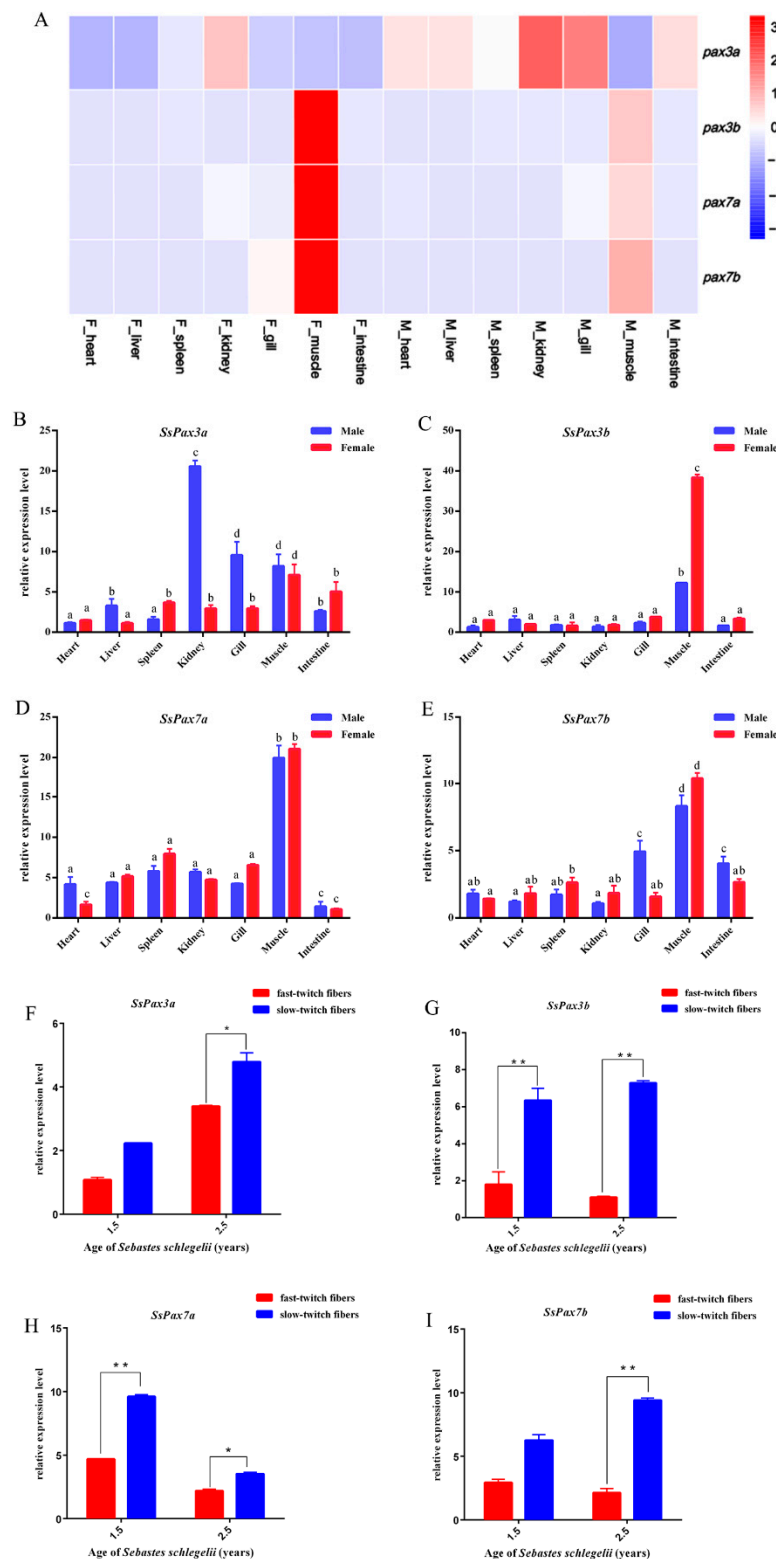 A
3
2
1
0
pax3a
pax3b
pax7a
pax7b
F_heart
F_liver
F_spleen
F_kidney
F_gill
F_muscle
F_intestine
M_heart
M_liver
M_spleen
M_kidney
M_gill
M_muscle
M_intestine
B
SsPax3a
Male
Female
relative expression level
25
20
15
10
5
0
a a b a a b c b d b d d b b
Heart Liver Spleen Kidney Gill Muscle Intestine
C
SsPax3b
Male
Female
relative expression level
50
40
30
20
10
0
a a a a a a a a a a b c a a
Heart Liver Spleen Kidney Gill Muscle Intestine
D
SsPax7a
Male
Female
relative expression level
25
20
15
10
5
0
a c a a a a a a a a b b c c
Heart Liver Spleen Kidney Gill Muscle Intestine
E
SsPax7b
Male
Female
relative expression level
15
10
5
0
ab a a ab ab b a ab c ab d d c ab
Heart Liver Spleen Kidney Gill Muscle Intestine
F
SsPax3a
fast-twitch fibers
slow-twitch fibers
relative expression level
6
4
2
0
*
1.5 2.5
Age of Sebastes schlegelii (years)
G
SsPax3b
fast-twitch fibers
slow-twitch fibers
relative expression level
10
8
6
4
2
0
** **
1.5 2.5
Age of Sebastes schlegelii (years)
H
SsPax7a
fast-twitch fibers
slow-twitch fibers
relative expression level
15
10
5
0
** *
1.5 2.5
Age of Sebastes schlegelii (years)
I
SsPax7b
fast-twitch fibers
slow-twitch fibers
relative expression level
15
10
5
0
**
1.5 2.5
Age of Sebastes schlegelii (years)